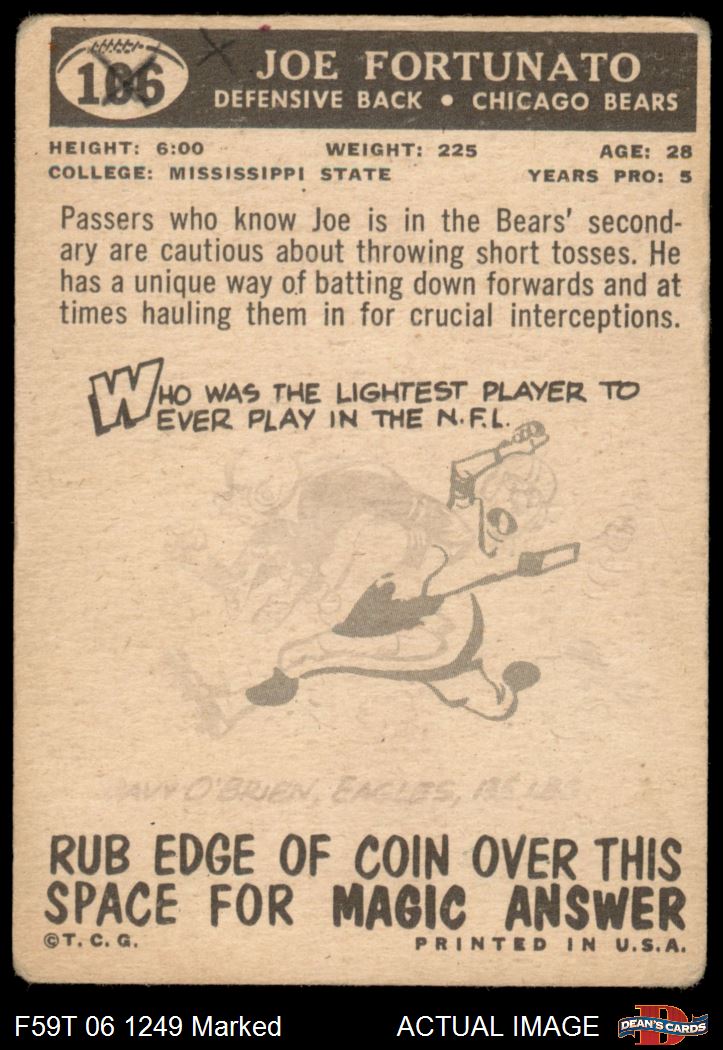 166
JOE FORTUNATO
DEFENSIVE BACK • CHICAGO BEARS
HEIGHT: 6:00 WEIGHT: 225 AGE: 28
COLLEGE: MISSISSIPPI STATE YEARS PRO: 5
Passers who know Joe is in the Bears' second-
ary are cautious about throwing short tosses. He
has a unique way of batting down forwards and at
times hauling them in for crucial interceptions.
WHO WAS THE LIGHTEST PLAYER TO
EVER PLAY IN THE N.F.L.
O'BRIEN, EAGLES,
RUB EDGE OF COIN OVER THIS
SPACE FOR MAGIC ANSWER
©T.C.G. PRINTED IN U.S.A.
F59T 06 1249 Marked ACTUAL IMAGE D DEAN'S CARDS